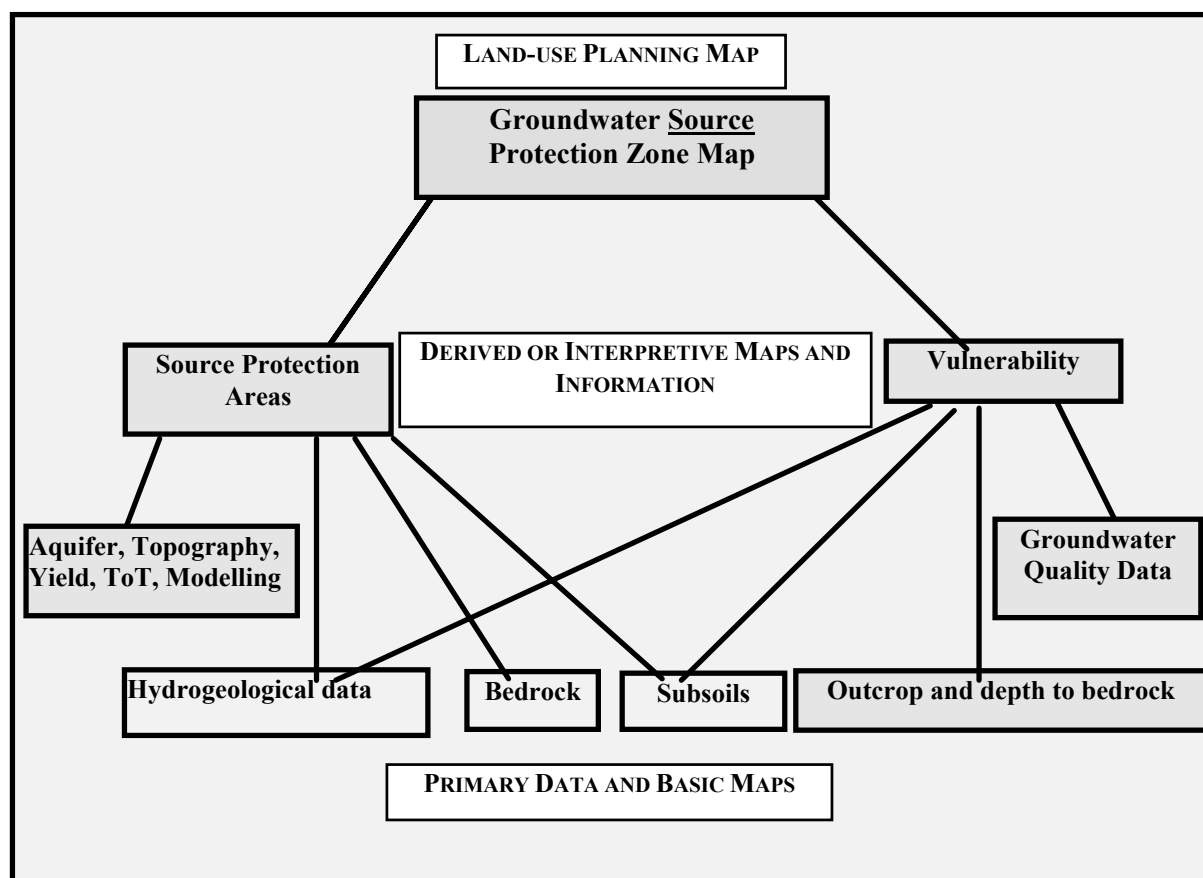 LAND-USE PLANNING MAP
Groundwater Source
Protection Zone Map
Source Protection
Areas
DERIVED OR INTERPRETIVE MAPS AND
INFORMATION
Vulnerability
Aquifer, Topography,
Yield, ToT, Modelling
Groundwater
Quality Data
Hydrogeological data
Bedrock
Subsoils
Outcrop and depth to bedrock
PRIMARY DATA AND BASIC MAPS